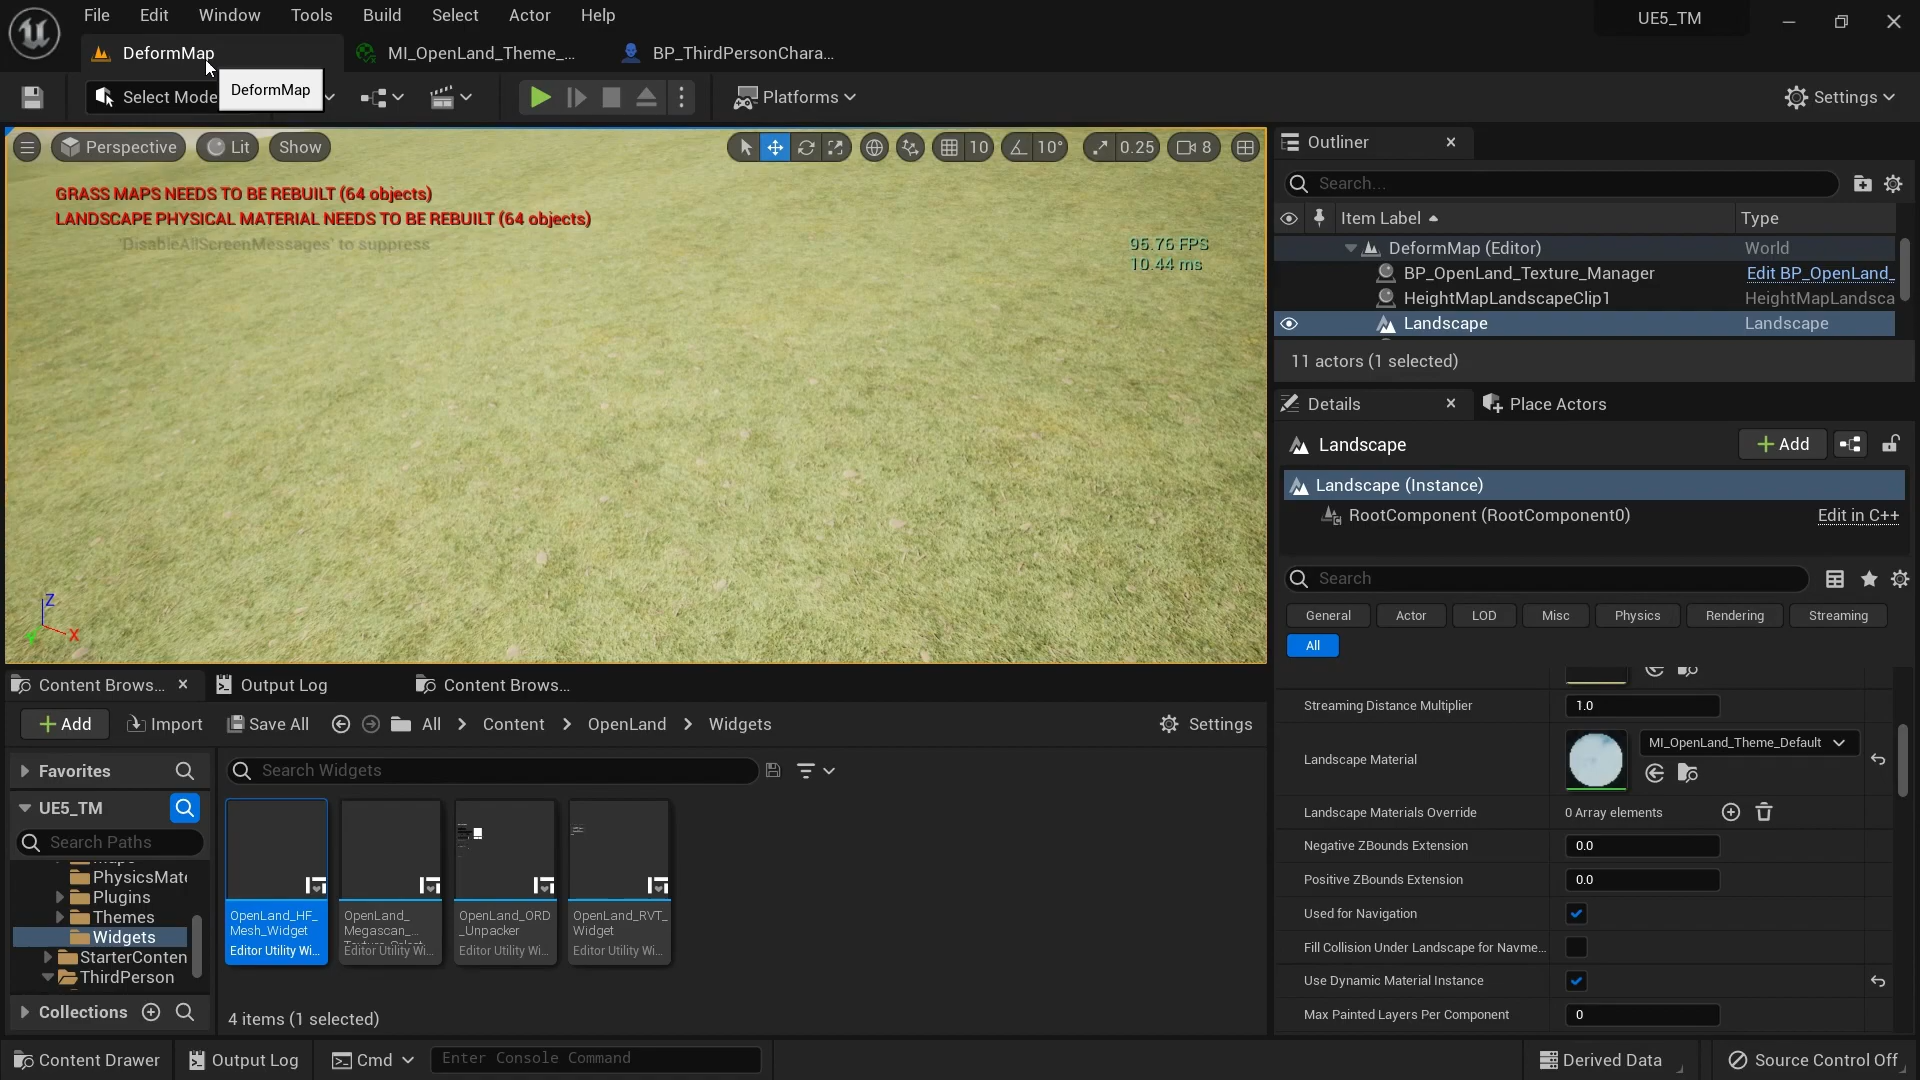 File Edit Window Tools Build Select Actor Help
UE5_TM
DeformMap
MI_OpenLand_Theme_...
BP_ThirdPersonChara...
Select Mode
DeformMap
Platforms
Settings
Perspective
Lit
Show
10
10°
0.25
8
GRASS MAPS NEEDS TO BE REBUILT (64 objects)
LANDSCAPE PHYSICAL MATERIAL NEEDS TO BE REBUILT (64 objects)
'DisableAllScreenMessages' to suppress
95.76 FPS
10.44 ms
Z
X
Outliner
Search...
Item Label
Type
DeformMap (Editor)
World
BP_OpenLand_Texture_Manager
Edit BP_OpenLand_
HeightMapLandscapeClip1
HeightMapLandsca
Landscape
Landscape
11 actors (1 selected)
Details
Place Actors
Landscape
Add
Landscape (Instance)
RootComponent (RootComponent0)
Edit in C++
Search
General
Actor
LOD
Misc
Physics
Rendering
Streaming
All
Streaming Distance Multiplier
1.0
Landscape Material
MI_OpenLand_Theme_Default
Landscape Materials Override
0 Array elements
Negative ZBounds Extension
0.0
Positive ZBounds Extension
0.0
Used for Navigation
Fill Collision Under Landscape for Navme...
Use Dynamic Material Instance
Max Painted Layers Per Component
0
Content Brows...
Output Log
Content Brows...
Add
Import
Save All
All
Content
OpenLand
Widgets
Settings
Favorites
Search Widgets
UE5_TM
Search Paths
PhysicsMate
Plugins
Themes
Widgets
StarterConten
ThirdPerson
Collections
OpenLand_HF_
Mesh_Widget
Editor Utility Wi...
OpenLand_
Megascan_...
Editor Utility Wi...
OpenLand_ORD
_Unpacker
Editor Utility Wi...
OpenLand_RVT_
Widget
Editor Utility Wi...
4 items (1 selected)
Content Drawer
Output Log
Cmd
Enter Console Command
Derived Data
Source Control Off